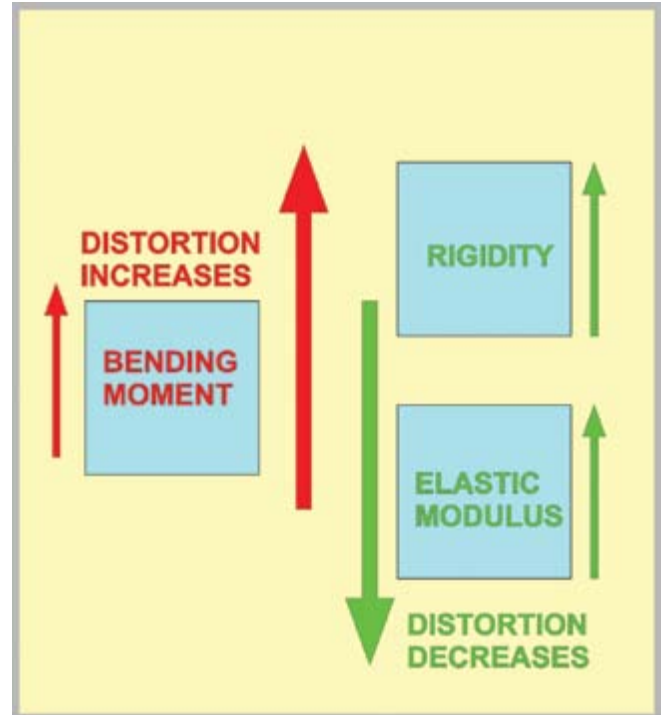 DISTORTION
INCREASES
BENDING
MOMENT
RIGIDITY
ELASTIC
MODULUS
DISTORTION
DECREASES